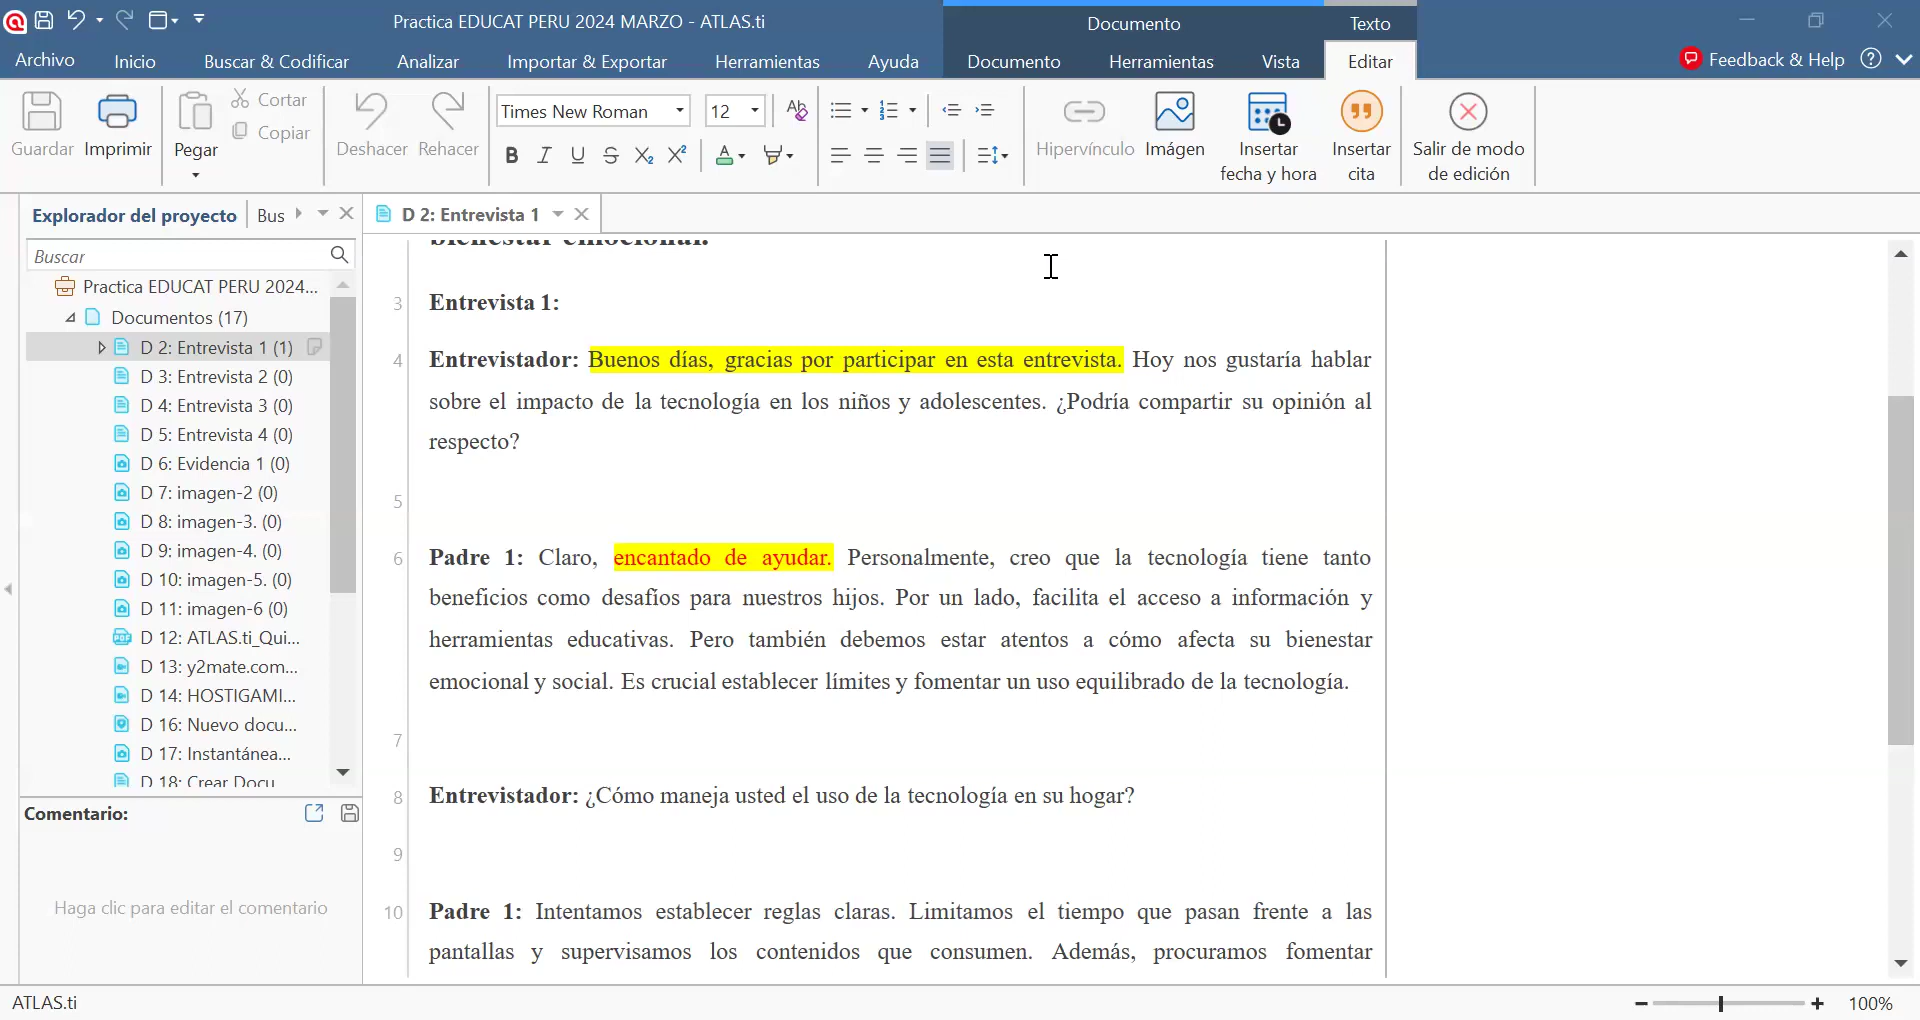 Practica EDUCAT PERU 2024 MARZO - ATLAS.ti
Documento
Texto
Archivo
Inicio
Buscar & Codificar
Analizar
Importar & Exportar
Herramientas
Ayuda
Documento
Herramientas
Vista
Editar
Feedback & Help
Guardar
Imprimir
Pegar
Cortar
Copiar
Deshacer
Rehacer
Times New Roman
12
Hipervínculo
Imágen
Insertar
fecha y hora
Insertar
cita
Salir de modo
de edición
Explorador del proyecto
Bus
D 2: Entrevista 1
Buscar
Practica EDUCAT PERU 2024...
Documentos (17)
D 2: Entrevista 1 (1)
D 3: Entrevista 2 (0)
D 4: Entrevista 3 (0)
D 5: Entrevista 4 (0)
D 6: Evidencia 1 (0)
D 7: imagen-2 (0)
D 8: imagen-3. (0)
D 9: imagen-4. (0)
D 10: imagen-5. (0)
D 11: imagen-6 (0)
D 12: ATLAS.ti_Qui...
D 13: y2mate.com...
D 14: HOSTIGAMI...
D 16: Nuevo docu...
D 17: Instantánea...
D 18: Crear Docu
Comentario:
Haga clic para editar el comentario
bienestar emocional.
3 Entrevista 1:
4 Entrevistador: Buenos días, gracias por participar en esta entrevista. Hoy nos gustaría hablar
sobre el impacto de la tecnología en los niños y adolescentes. ¿Podría compartir su opinión al
respecto?
5
6 Padre 1: Claro, encantado de ayudar. Personalmente, creo que la tecnología tiene tanto
beneficios como desafíos para nuestros hijos. Por un lado, facilita el acceso a información y
herramientas educativas. Pero también debemos estar atentos a cómo afecta su bienestar
emocional y social. Es crucial establecer límites y fomentar un uso equilibrado de la tecnología.
7
8 Entrevistador: ¿Cómo maneja usted el uso de la tecnología en su hogar?
9
10 Padre 1: Intentamos establecer reglas claras. Limitamos el tiempo que pasan frente a las
pantallas y supervisamos los contenidos que consumen. Además, procuramos fomentar
ATLAS.ti
100%